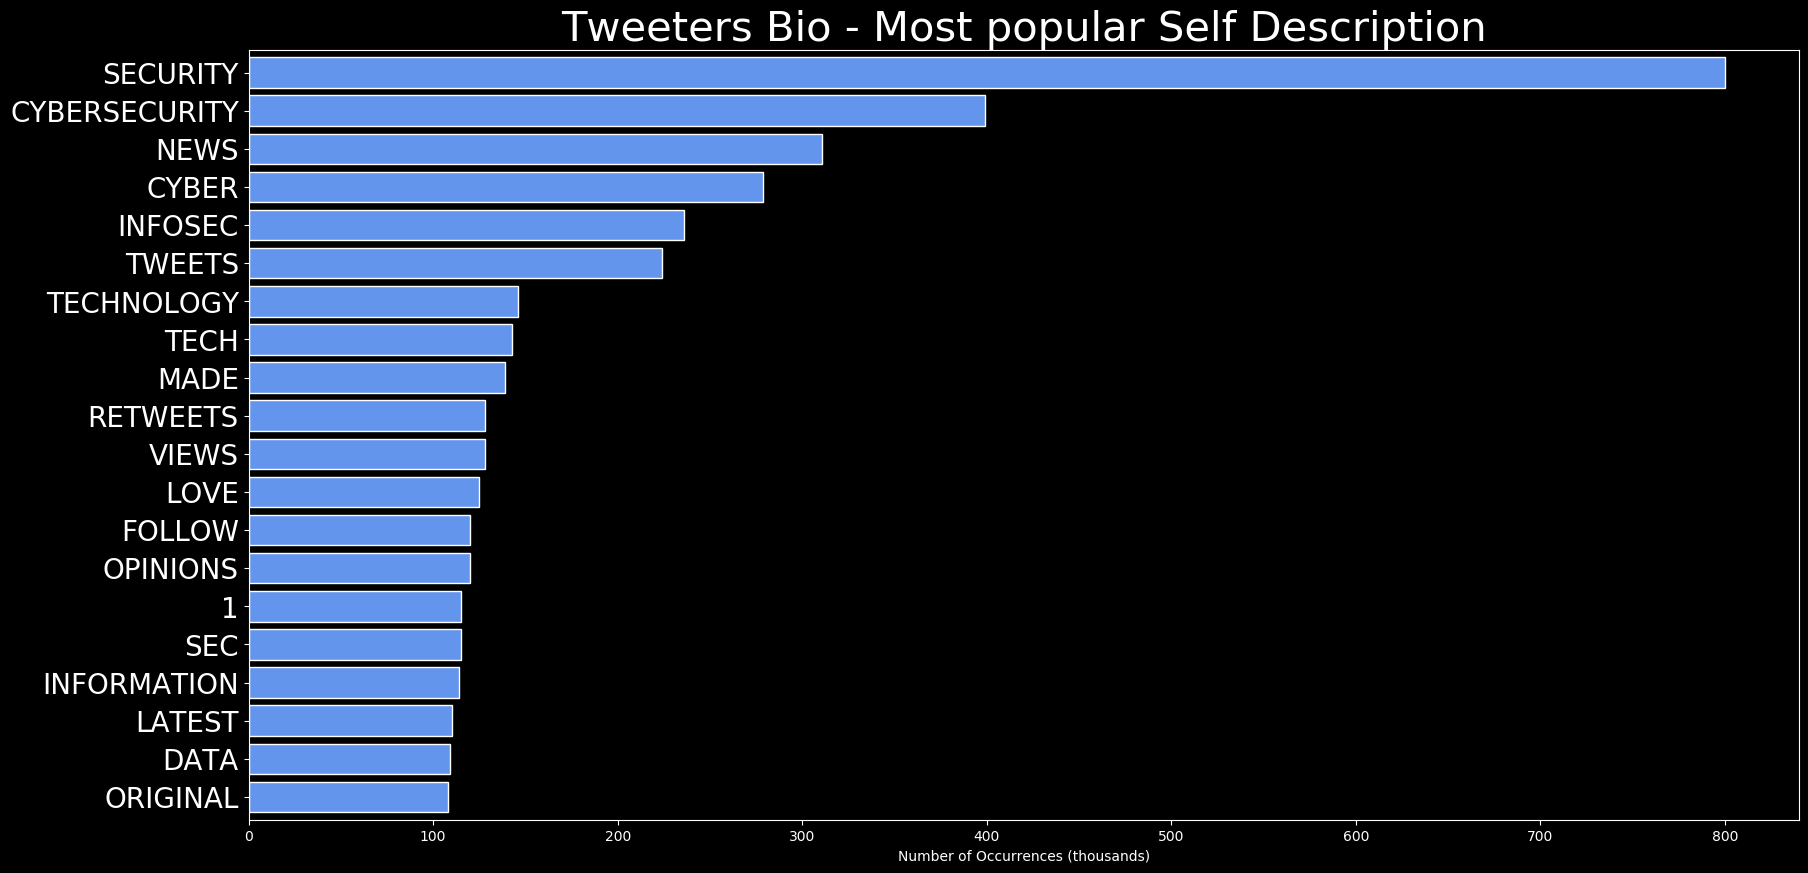 Tweeters Bio - Most popular Self Description
SECURITY
CYBERSECURITY
NEWS
CYBER
INFOSEC
TWEETS
TECHNOLOGY
TECH
MADE
RETWEETS
VIEWS
LOVE
FOLLOW
OPINIONS
1
SEC
INFORMATION
LATEST
DATA
ORIGINAL
0 100 200 300 400 500 600 700 800
Number of Occurrences (thousands)